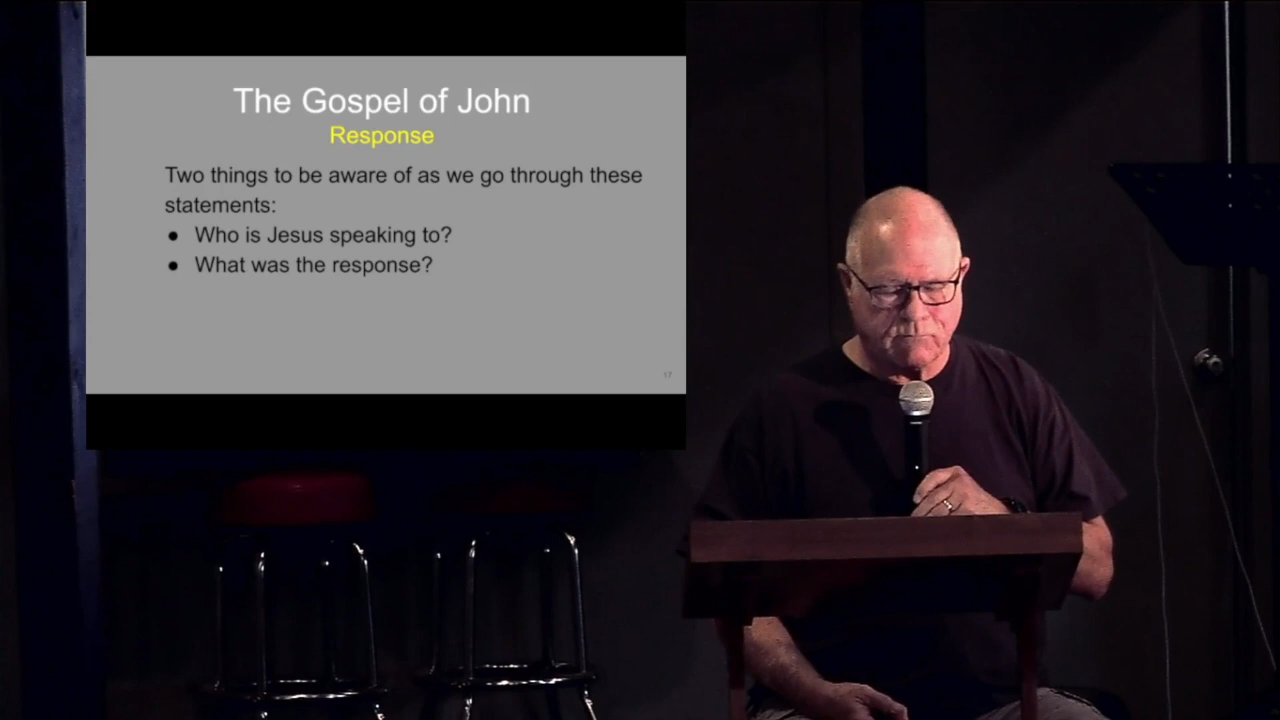 The Gospel of John
Response
Two things to be aware of as we go through these
statements:
● Who is Jesus speaking to?
● What was the response?
17